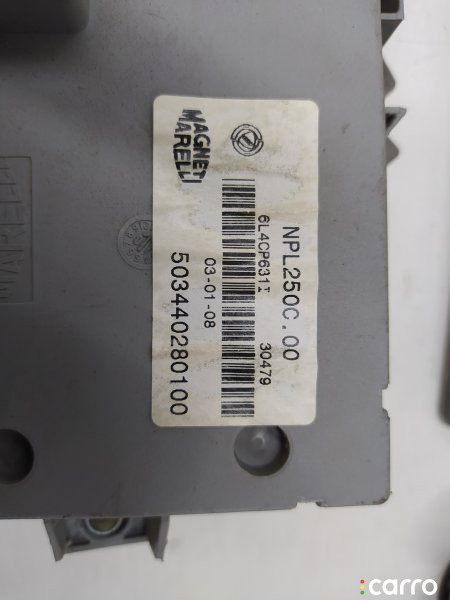 MAGNETI
MARELLI
NPL250C.00
6L4CP631T 30479
03-01-08
503440280100
carro